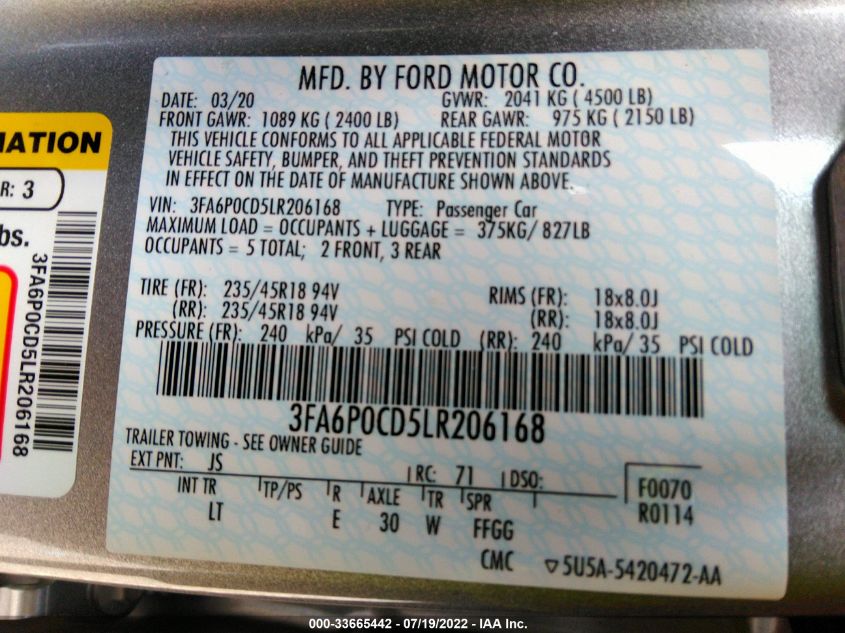 MFD. BY FORD MOTOR CO.
DATE: 03/20 GVWR: 2041 KG ( 4500 LB)
FRONT GAWR: 1089 KG ( 2400 LB) REAR GAWR: 975 KG ( 2150 LB)
THIS VEHICLE CONFORMS TO ALL APPLICABLE FEDERAL MOTOR
VEHICLE SAFETY, BUMPER, AND THEFT PREVENTION STANDARDS
IN EFFECT ON THE DATE OF MANUFACTURE SHOWN ABOVE.
VIN: 3FA6P0CD5LR206168 TYPE: Passenger Car
MAXIMUM LOAD = OCCUPANTS + LUGGAGE = 375KG/ 827LB
OCCUPANTS = 5 TOTAL; 2 FRONT, 3 REAR
TIRE (FR): 235/45R18 94V RIMS (FR): 18x8.0J
(RR): 235/45R18 94V (RR): 18x8.0J
PRESSURE (FR): 240 kPa/ 35 PSI COLD (RR): 240 kPa/ 35 PSI COLD
3FA6P0CD5LR206168
TRAILER TOWING - SEE OWNER GUIDE
EXT PNT: JS RC: 71 DSO:
INT TR TP/PS R AXLE TR SPR
LT E 30 W FFGG
F0070
R0114
CMC ▽5U5A-5420472-AA
MATION
R: 3
bs.
3FA6P0CD5LR206168
000-33665442 - 07/19/2022 - IAA Inc.